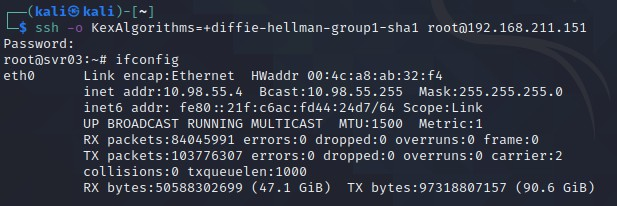 ┌──(kali㉿kali)-[~]
└─$ ssh -o KexAlgorithms=+diffie-hellman-group1-sha1 root@192.168.211.151
Password:
root@svr03:~# ifconfig
eth0      Link encap:Ethernet  HWaddr 00:4c:a8:ab:32:f4
          inet addr:10.98.55.4  Bcast:10.98.55.255  Mask:255.255.255.0
          inet6 addr: fe80::21f:c6ac:fd44:24d7/64 Scope:Link
          UP BROADCAST RUNNING MULTICAST  MTU:1500  Metric:1
          RX packets:84045991 errors:0 dropped:0 overruns:0 frame:0
          TX packets:103776307 errors:0 dropped:0 overruns:0 carrier:2
          collisions:0 txqueuelen:1000
          RX bytes:50588302699 (47.1 GiB)  TX bytes:97318807157 (90.6 GiB)